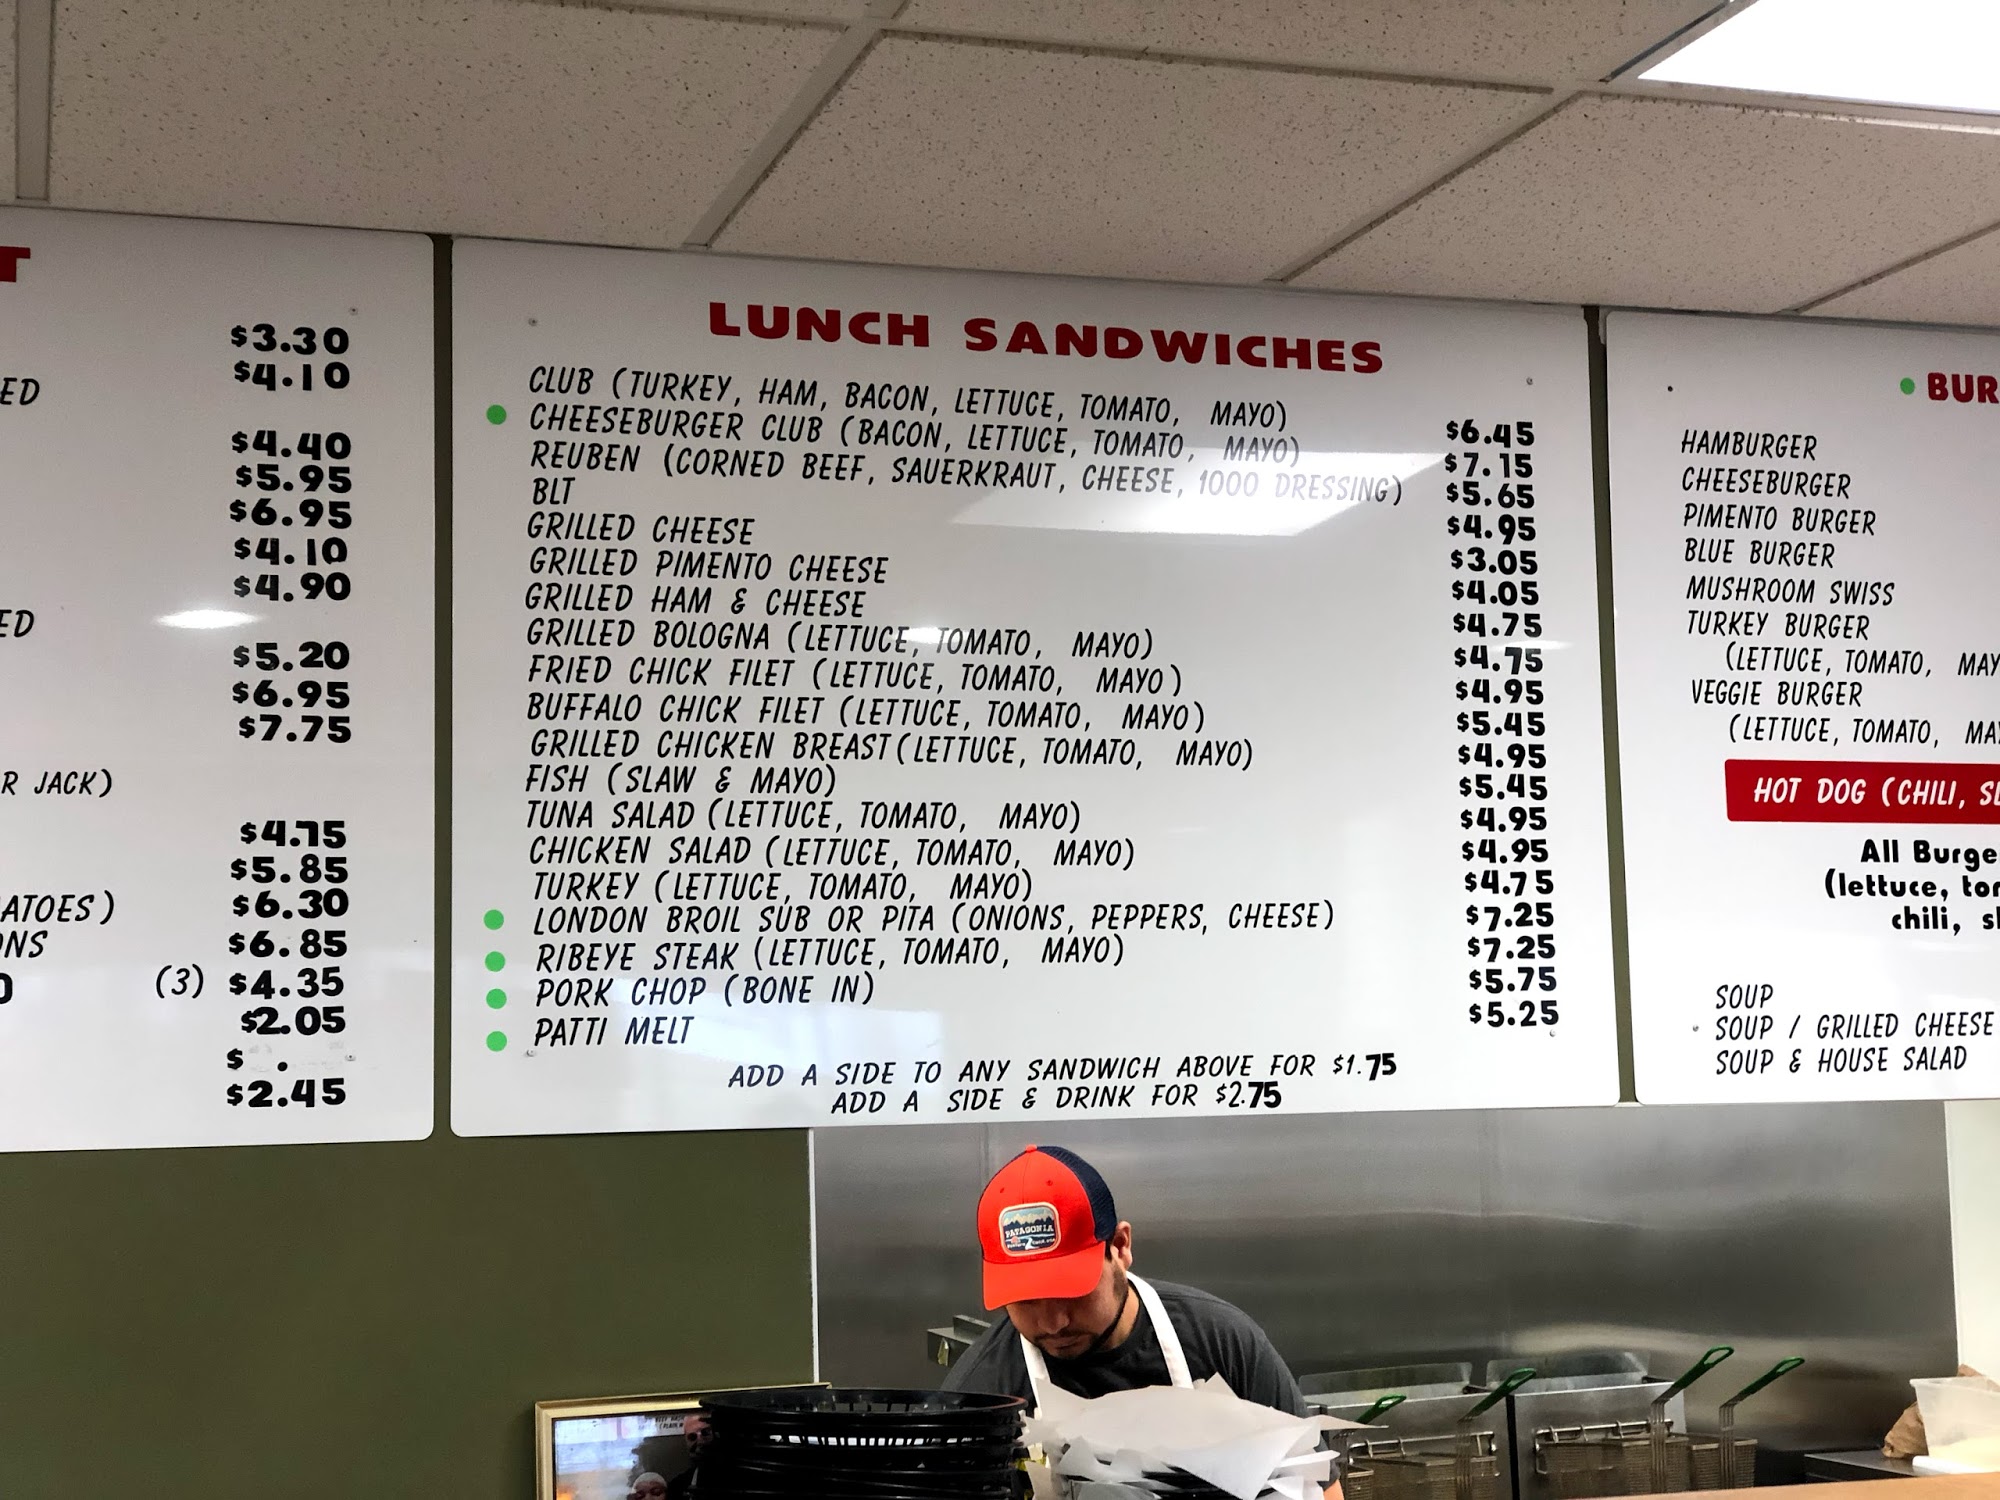 T
$3.30
$4.10
ED
$4.40
$5.95
$6.95
$4.10
$4.90
ED
$5.20
$6.95
$7.75
R JACK)
$4.75
$5.85
ATOES) $6.30
ONS $6.85
(3) $4.35
$2.05
$ .
$2.45
LUNCH SANDWICHES
CLUB (TURKEY, HAM, BACON, LETTUCE, TOMATO, MAYO) $6.45
CHEESEBURGER CLUB (BACON, LETTUCE, TOMATO, MAYO) $7.15
REUBEN (CORNED BEEF, SAUERKRAUT, CHEESE, 1000 DRESSING) $5.65
BLT $4.95
GRILLED CHEESE $3.05
GRILLED PIMENTO CHEESE $4.05
GRILLED HAM & CHEESE $4.75
GRILLED BOLOGNA (LETTUCE, TOMATO, MAYO) $4.75
FRIED CHICK FILET (LETTUCE, TOMATO, MAYO) $4.95
BUFFALO CHICK FILET (LETTUCE, TOMATO, MAYO) $5.45
GRILLED CHICKEN BREAST (LETTUCE, TOMATO, MAYO) $4.95
FISH (SLAW & MAYO) $5.45
TUNA SALAD (LETTUCE, TOMATO, MAYO) $4.95
CHICKEN SALAD (LETTUCE, TOMATO, MAYO) $4.95
TURKEY (LETTUCE, TOMATO, MAYO) $4.75
LONDON BROIL SUB OR PITA (ONIONS, PEPPERS, CHEESE) $7.25
RIBEYE STEAK (LETTUCE, TOMATO, MAYO) $7.25
PORK CHOP (BONE IN) $5.75
PATTI MELT $5.25
ADD A SIDE TO ANY SANDWICH ABOVE FOR $1.75
ADD A SIDE & DRINK FOR $2.75
BUR
HAMBURGER
CHEESEBURGER
PIMENTO BURGER
BLUE BURGER
MUSHROOM SWISS
TURKEY BURGER
(LETTUCE, TOMATO, MAY
VEGGIE BURGER
(LETTUCE, TOMATO, MA
HOT DOG (CHILI, SL
All Burge
(lettuce, tom
chili, sl
SOUP
SOUP / GRILLED CHEESE
SOUP & HOUSE SALAD
PATAGONIA